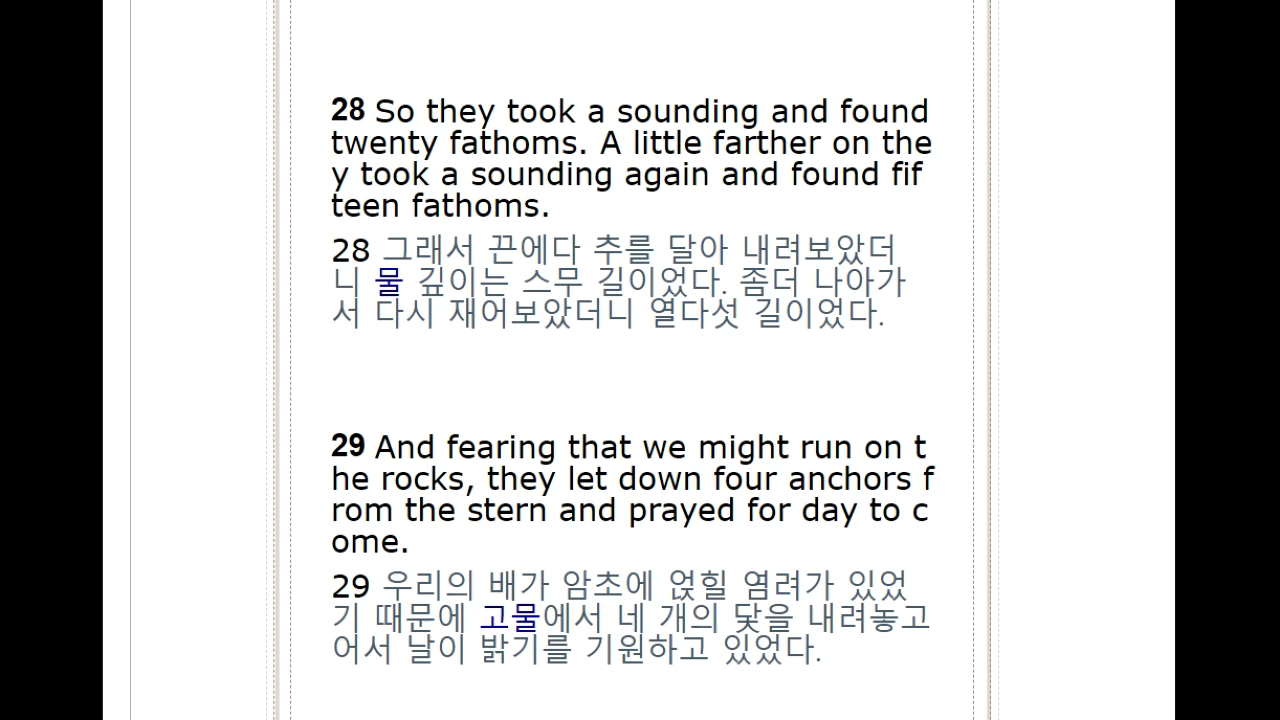 28 So they took a sounding and found
twenty fathoms. A little farther on the
y took a sounding again and found fif
teen fathoms.
28 그래서 끈에다 추를 달아 내려보았더
니 물 깊이는 스무 길이었다. 좀더 나아가
서 다시 재어보았더니 열다섯 길이었다.
29 And fearing that we might run on t
he rocks, they let down four anchors f
rom the stern and prayed for day to c
ome.
29 우리의 배가 암초에 얹힐 염려가 있었
기 때문에 고물에서 네 개의 닻을 내려놓고
어서 날이 밝기를 기원하고 있었다.